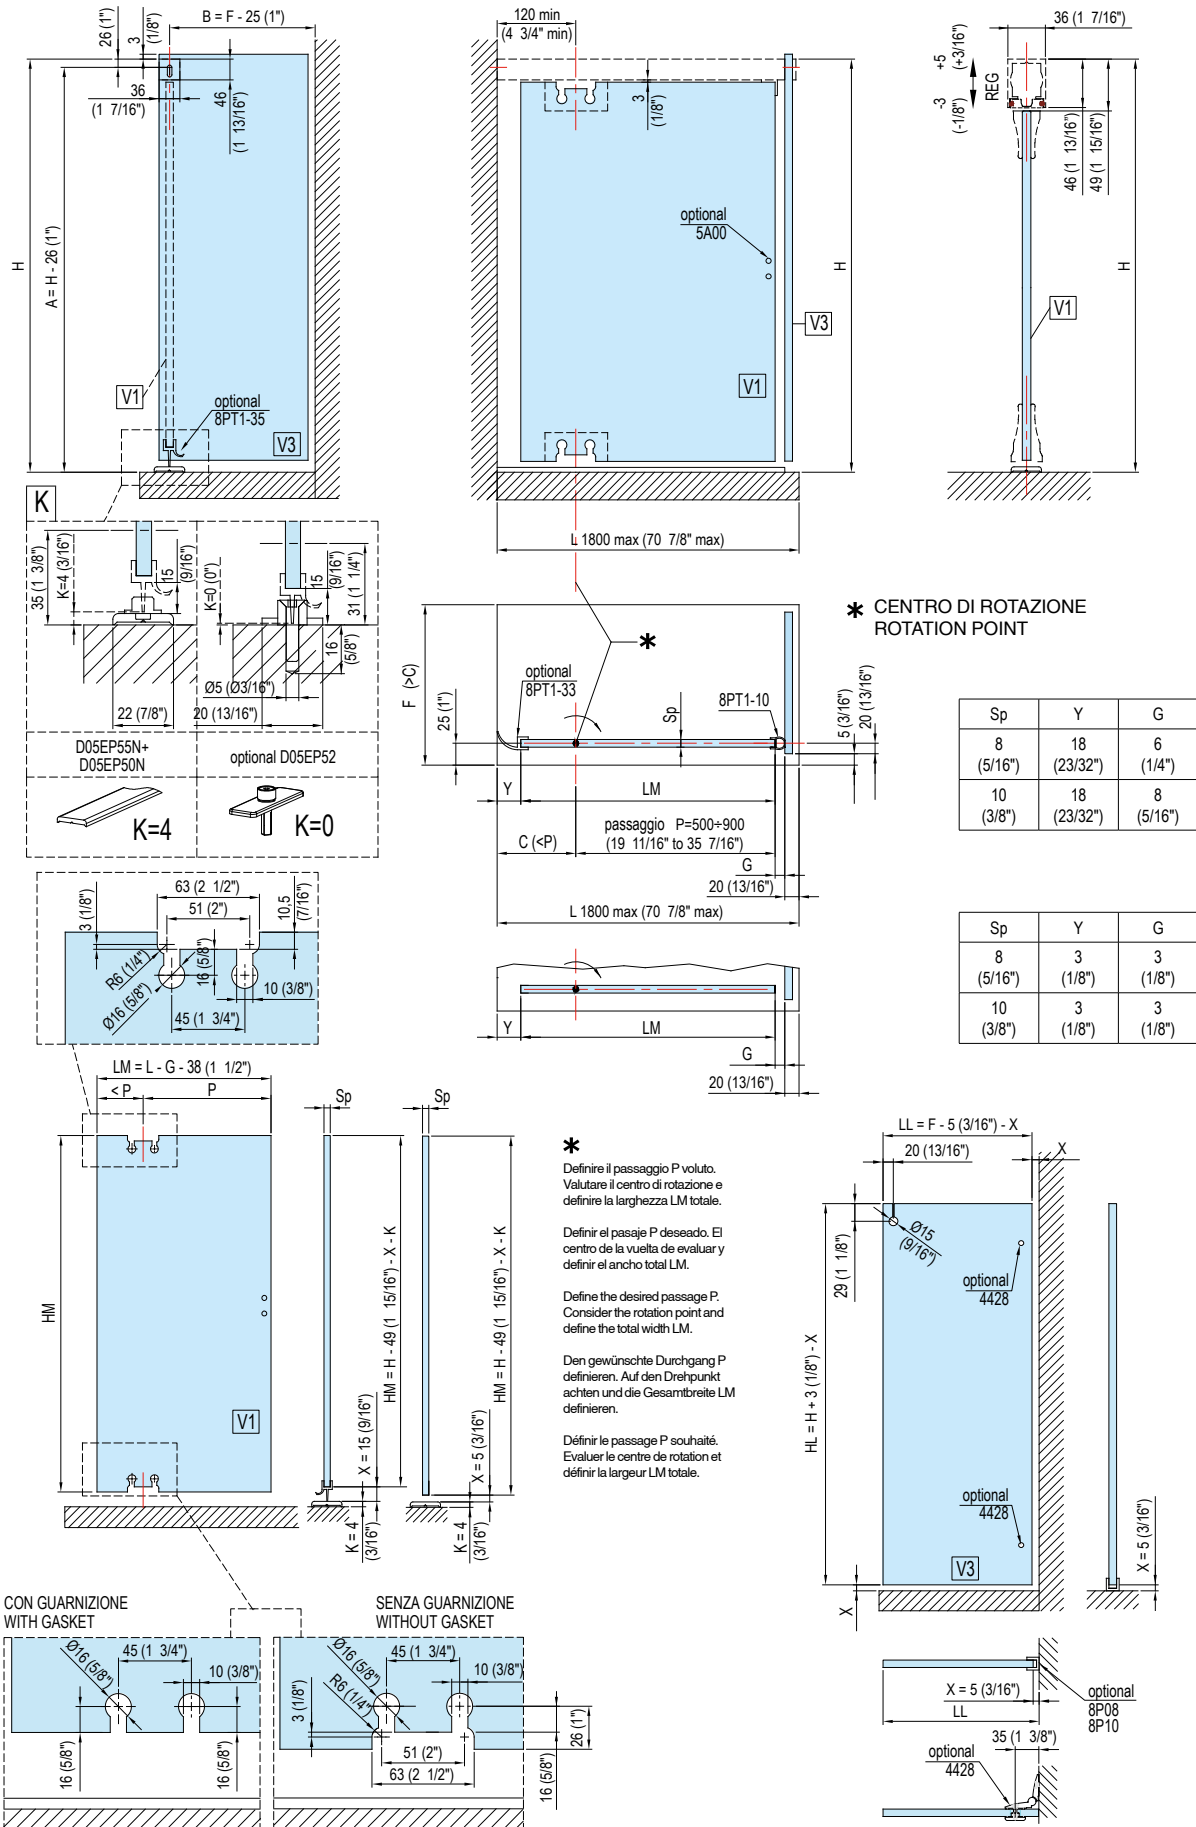 B = F - 25 (1")
26 (1")
3
(1/8")
36
(1 7/16")
46
(1 13/16")
H
A = H - 26 (1")
V1
optional
8PT1-35
V3
120 min
(4 3/4" min)
3
(1/8")
optional
5A00
V1
V3
H
L 1800 max (70 7/8" max)
36 (1 7/16")
+5
(+3/16")
-3
(-1/8")
REG
46 (1 13/16")
49 (1 15/16")
V1
H
K
35 (1 3/8")
K=4 (3/16")
15
(9/16")
22 (7/8")
K=0 (0")
15
(9/16")
31 (1 1/4")
16
(5/8")
Ø5 (Ø3/16")
20 (13/16")
D05EP55N+
D05EP50N
optional D05EP52
K=4
K=0
* CENTRO DI ROTAZIONE
ROTATION POINT
*
F (>C)
25 (1")
optional
8PT1-33
Sp
8PT1-10
5 (3/16")
20 (13/16")
Y
LM
C (<P)
passaggio P=500÷900
(19 11/16" to 35 7/16")
G
20 (13/16")
L 1800 max (70 7/8" max)
Sp Y G
8 18 6
(5/16") (23/32") (1/4")
10 18 8
(3/8") (23/32") (5/16")
Y
LM
G
20 (13/16")
Sp Y G
8 3 3
(5/16") (1/8") (1/8")
10 3 3
(3/8") (1/8") (1/8")
3 (1/8")
63 (2 1/2")
51 (2")
10,5
(7/16")
R6 (1/4")
Ø16 (5/8")
16 (5/8")
10 (3/8")
45 (1 3/4")
LM = L - G - 38 (1 1/2")
< P
P
HM
V1
Sp
Sp
HM = H - 49 (1 15/16") - X - K
HM = H - 49 (1 15/16") - X - K
X = 15 (9/16")
X = 5 (3/16")
K = 4
(3/16")
K = 4
(3/16")
*
Definire il passaggio P voluto.
Valutare il centro di rotazione e
definire la larghezza LM totale.
Definir el pasaje P deseado. El
centro de la vuelta de evaluar y
definir el ancho total LM.
Define the desired passage P.
Consider the rotation point and
define the total width LM.
Den gewünschte Durchgang P
definieren. Auf den Drehpunkt
achten und die Gesamtbreite LM
definieren.
Définir le passage P souhaité.
Evaluer le centre de rotation et
définir la largeur LM totale.
LL = F - 5 (3/16") - X
20 (13/16")
X
29 (1 1/8")
Ø15
(9/16")
optional
4428
HL = H + 3 (1/8") - X
optional
4428
V3
X
X = 5 (3/16")
CON GUARNIZIONE
WITH GASKET
Ø16 (5/8")
45 (1 3/4")
10 (3/8")
16 (5/8")
16 (5/8")
SENZA GUARNIZIONE
WITHOUT GASKET
Ø16 (5/8")
45 (1 3/4")
10 (3/8")
R6 (1/4")
3 (1/8")
51 (2")
63 (2 1/2")
26 (1")
16 (5/8")
X = 5 (3/16")
LL
optional
8P08
8P10
35 (1 3/8")
optional
4428